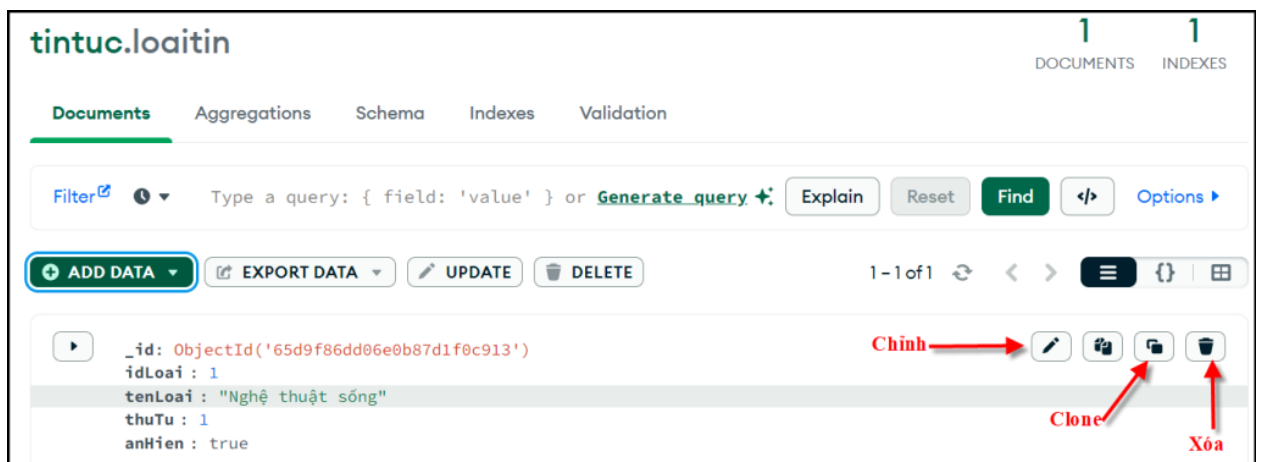 tintuc.loaitin
1 1
DOCUMENTS INDEXES
Documents Aggregations Schema Indexes Validation
Filter Type a query: { field: 'value' } or Generate query Explain Reset Find </> Options
ADD DATA EXPORT DATA UPDATE DELETE 1–1 of 1 {}
_id: ObjectId('65d9f86dd06e0b87d1f0c913') Chỉnh
idLoai : 1
tenLoai : "Nghệ thuật sống"
thuTu : 1 Clone
anHien : true Xóa